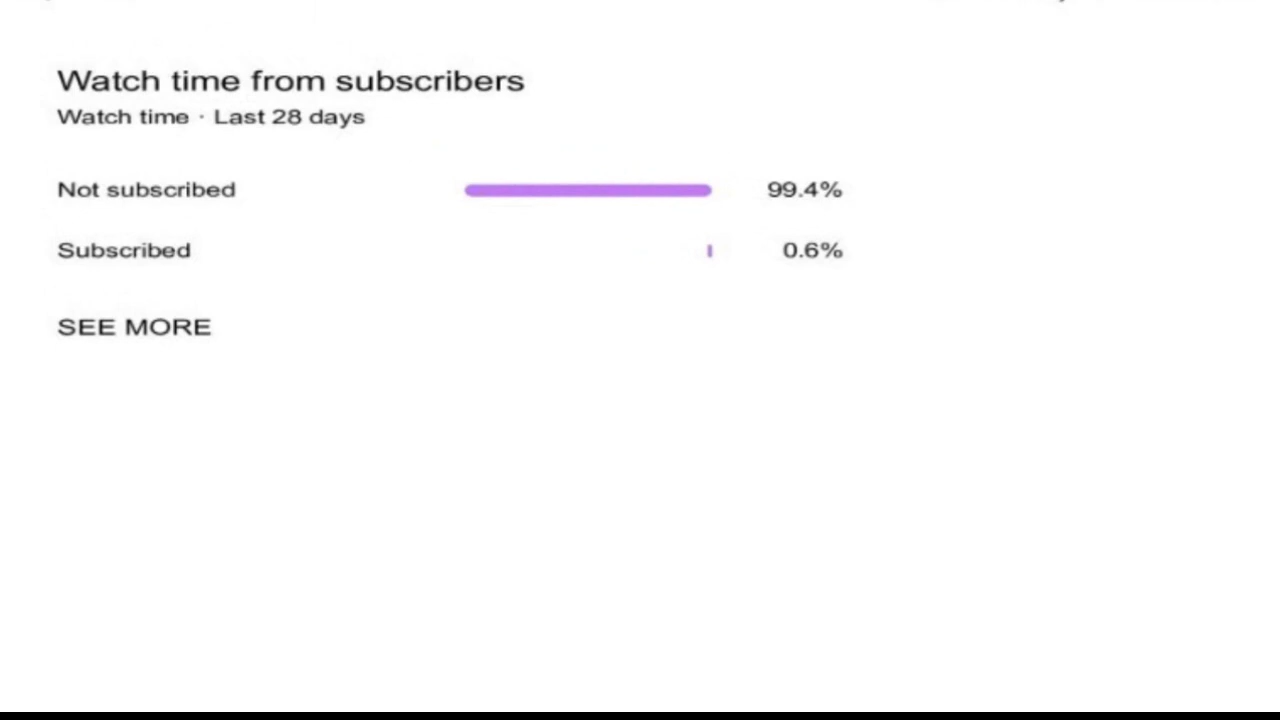 Watch time from subscribers
Watch time · Last 28 days
Not subscribed 99.4%
Subscribed 0.6%
SEE MORE